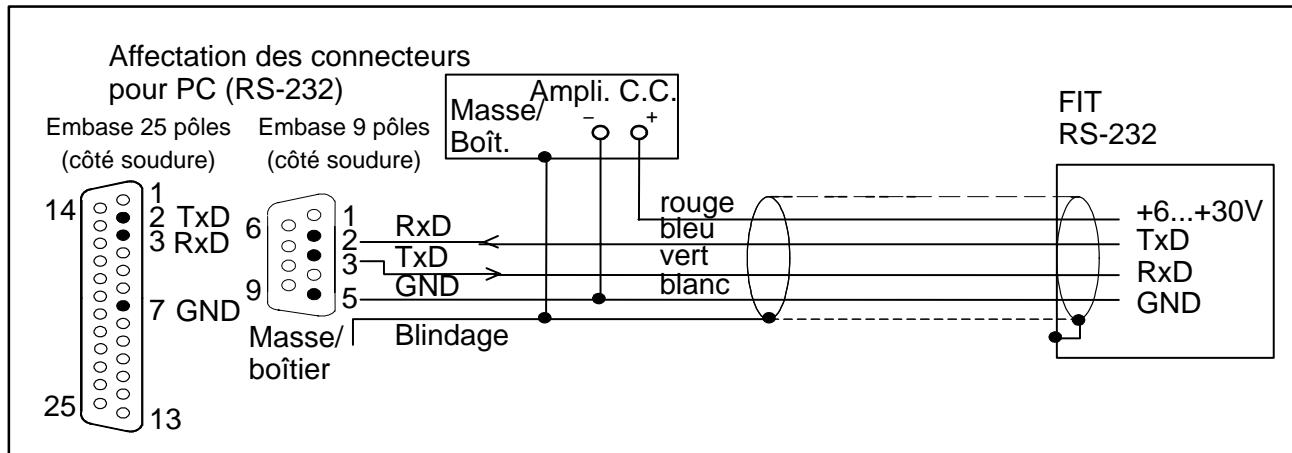 Affectation des connecteurs
pour PC (RS-232)
Embase 25 pôles
(côté soudure)
Embase 9 pôles
(côté soudure)
Ampli. C.C.
Masse/
Boît.
− +
FIT
RS-232
14
1
2 TxD
3 RxD
7 GND
25
13
6
9
1
2
3
5
RxD
TxD
GND
Masse/
boîtier
Blindage
rouge
bleu
vert
blanc
+6...+30V
TxD
RxD
GND